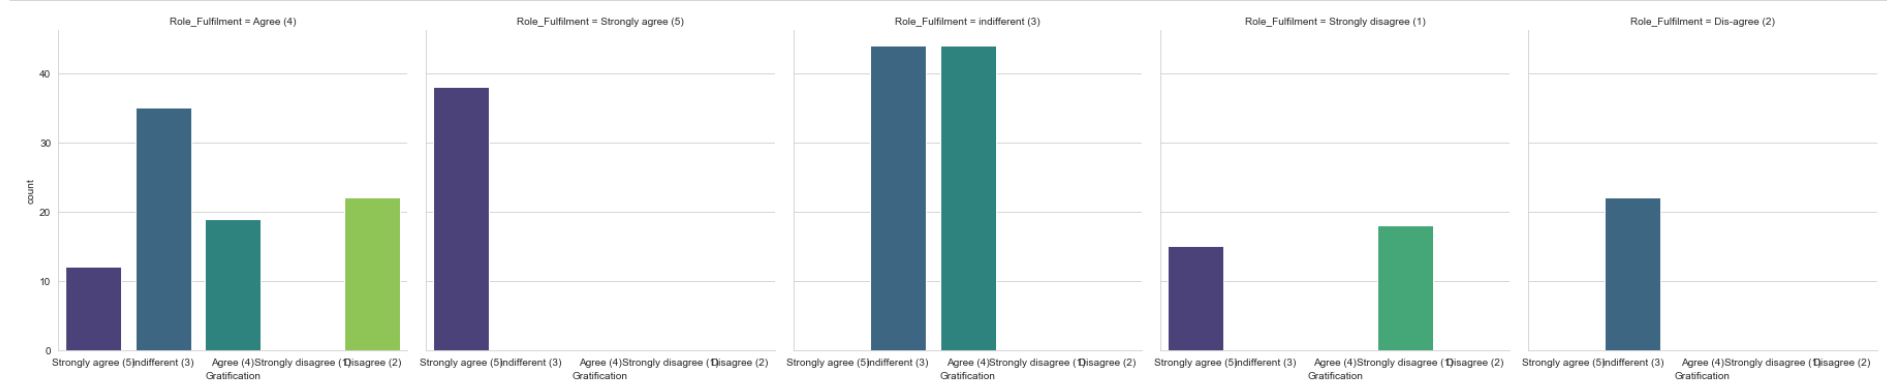 Role_Fulfilment = Agree (4)
Role_Fulfilment = Strongly agree (5)
Role_Fulfilment = indifferent (3)
Role_Fulfilment = Strongly disagree (1)
Role_Fulfilment = Dis-agree (2)
count
40
30
20
10
0
Strongly agree (5) indifferent (3) Agree (4) Strongly disagree (1) Disagree (2)
Gratification
Strongly agree (5) indifferent (3) Agree (4) Strongly disagree (1) Disagree (2)
Gratification
Strongly agree (5) indifferent (3) Agree (4) Strongly disagree (1) Disagree (2)
Gratification
Strongly agree (5) indifferent (3) Agree (4) Strongly disagree (1) Disagree (2)
Gratification
Strongly agree (5) indifferent (3) Agree (4) Strongly disagree (1) Disagree (2)
Gratification